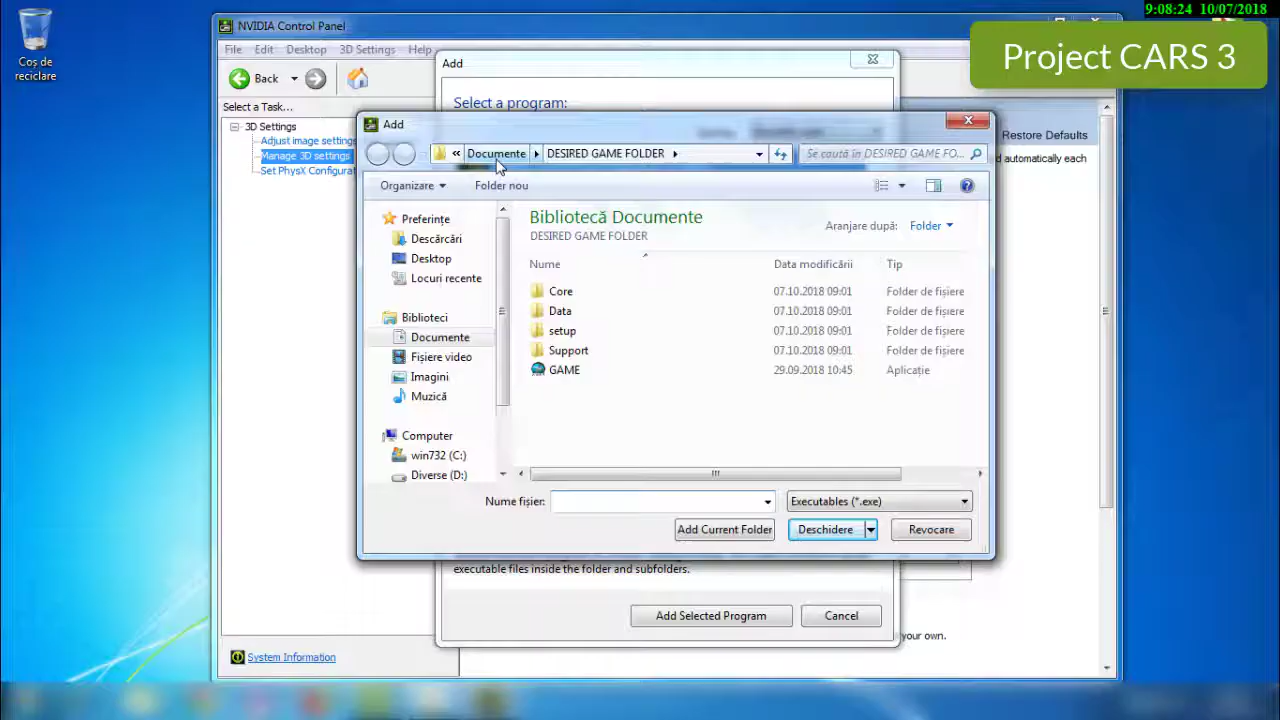 9:08:24 10/07/2018
Coș de
reciclare
NVIDIA Control Panel
Project CARS 3
File Edit Desktop 3D Settings Help
Back
Add
Select a Task...
Select a program:
3D Settings
Adjust image settings
Manage 3D settings
Set PhysX Configura
Restore Defaults
d automatically each
Add
« Documente DESIRED GAME FOLDER
Se caută în DESIRED GAME FO...
Organizare Folder nou
Preferințe
Descărcări
Desktop
Locuri recente
Biblioteci
Documente
Fișiere video
Imagini
Muzică
Computer
win732 (C:)
Diverse (D:)
Bibliotecă Documente
DESIRED GAME FOLDER
Aranjare după: Folder
Nume Data modificării Tip
Core 07.10.2018 09:01 Folder de fișiere
Data 07.10.2018 09:01 Folder de fișiere
setup 07.10.2018 09:01 Folder de fișiere
Support 07.10.2018 09:01 Folder de fișiere
GAME 29.09.2018 10:45 Aplicație
Nume fișier: Executables (*.exe)
Add Current Folder Deschidere Revocare
executable files inside the folder and subfolders.
Add Selected Program Cancel
your own.
System Information